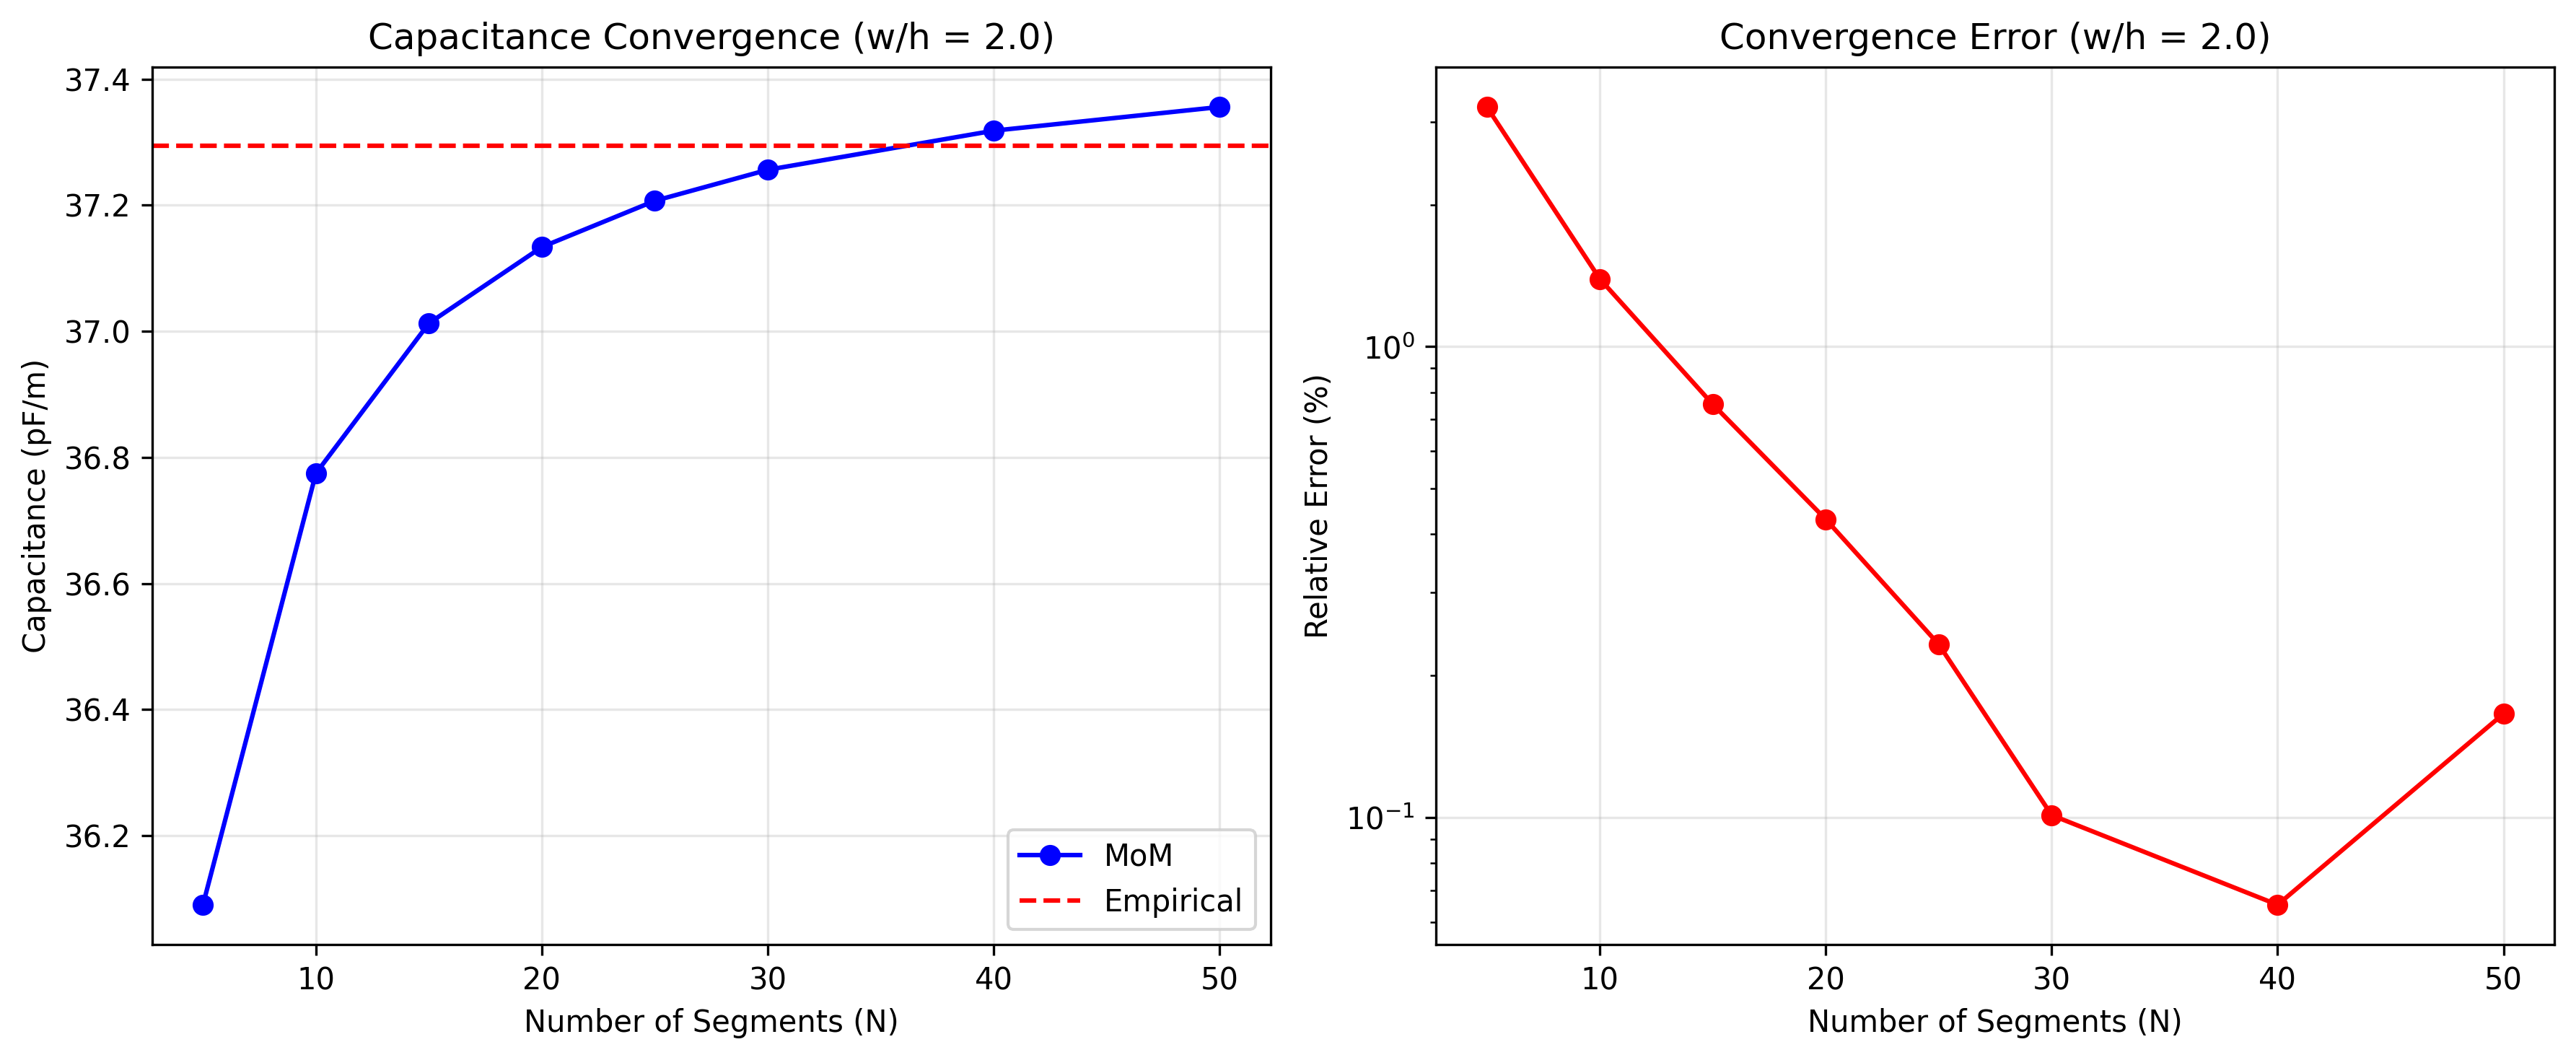 Capacitance Convergence (w/h = 2.0)
Capacitance (pF/m)
37.4
37.2
37.0
36.8
36.6
36.4
36.2
10
20
30
40
50
Number of Segments (N)
MoM
Empirical
Convergence Error (w/h = 2.0)
Relative Error (%)
10⁰
10⁻¹
10
20
30
40
50
Number of Segments (N)